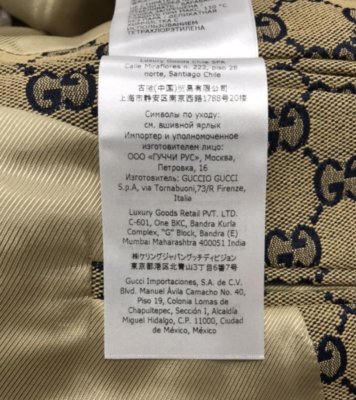 ТЕТРАХЛОРЭТИЛЕНА
Luxury Goods Chile SPA,
Calle Miraflores n. 222, piso 28
norte, Santiago Chile
古驰(中国)贸易有限公司
上海市静安区南京西路1788号20楼
Символы по уходу:
см. вшивной ярлык
Импортер и уполномоченное
изготовителем лицо:
ООО «ГУЧЧИ РУС», Москва,
Петровка, 16
Изготовитель: GUCCIO GUCCI
S.p.A, via Tornabuoni,73/R Firenze,
Italia
Luxury Goods Retail PVT. LTD.
C-601, One BKC, Bandra Kurla
Complex, "G" Block, Bandra (E)
Mumbai Maharashtra 400051 India
㈱ケリングジャパングッチディビジョン
東京都港区北青山3丁目6番7号
Gucci Importaciones, S.A. de C.V.
Blvd. Manuel Ávila Camacho No. 40,
Piso 19, Colonia Lomas de
Chapultepec, Sección I, Alcaldía
Miguel Hidalgo, C.P. 11000, Ciudad
de México, México